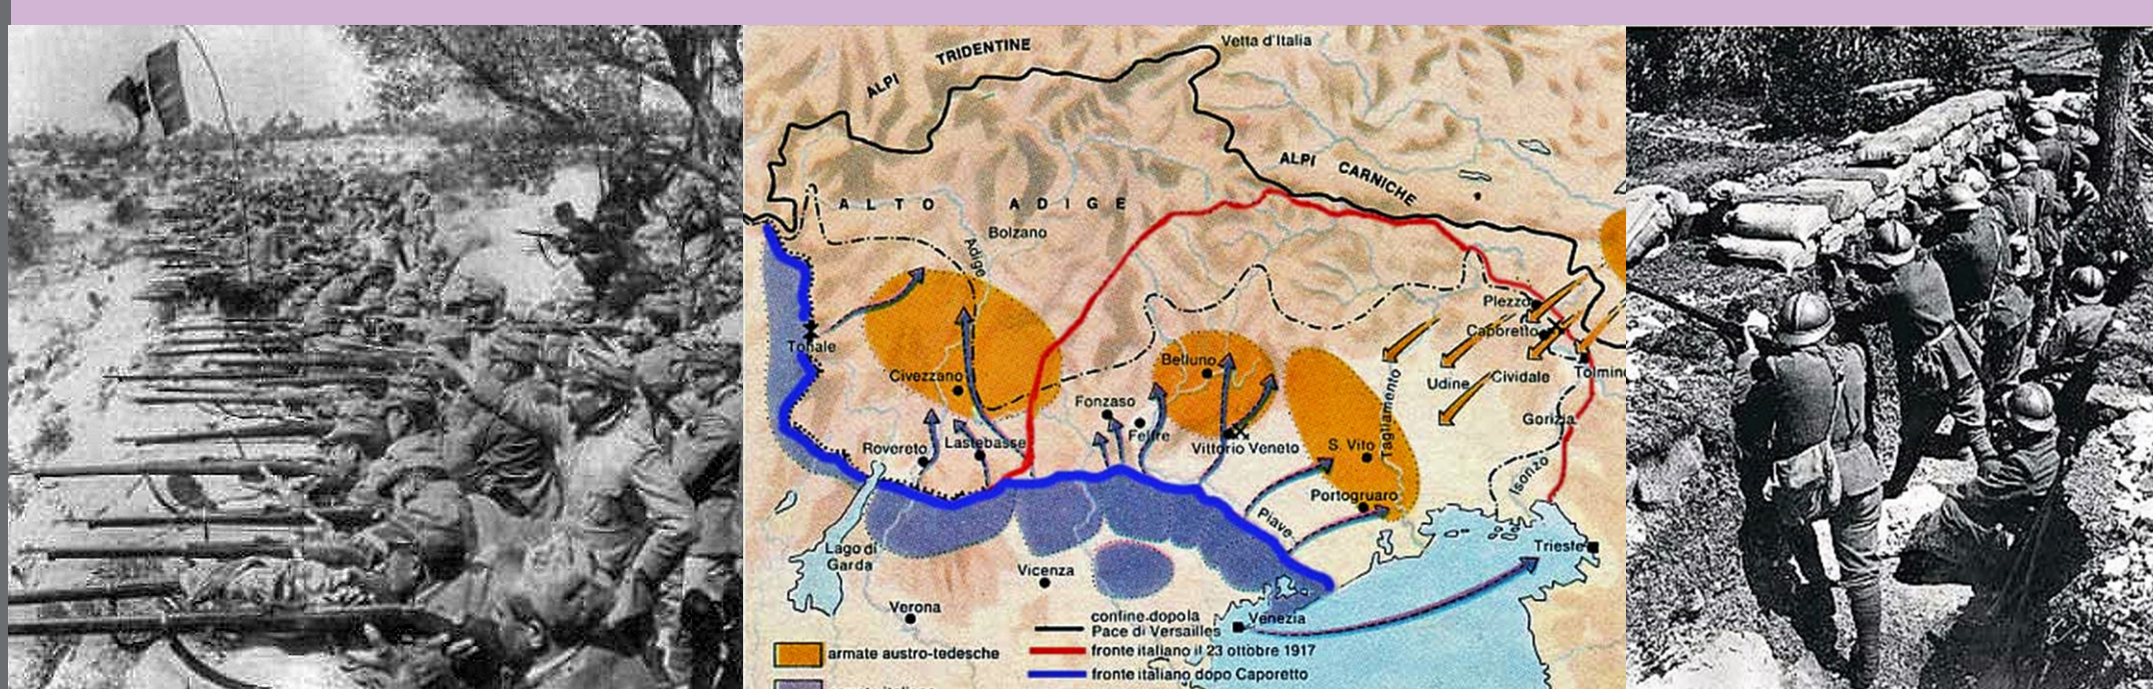 Vetta d'Italia
ALPI TRIDENTINE
ALPI CARNICHE
ALTO ADIGE
Bolzano
Adige
Plezzo
Caporetto
Tonale
Belluno
Tolmino
Civezzano
Udine
Cividale
Tagliamento
Fonzaso
Gorizia
Feltre
Rovereto
Lastebasse
Vittorio Veneto
S. Vito
Isonzo
Portogruaro
Piave
Lago di
Garda
Trieste
Vicenza
Verona
Venezia
confine dopo la
Pace di Versailles
armate austro-tedesche
fronte italiano il 23 ottobre 1917
fronte italiano dopo Caporetto